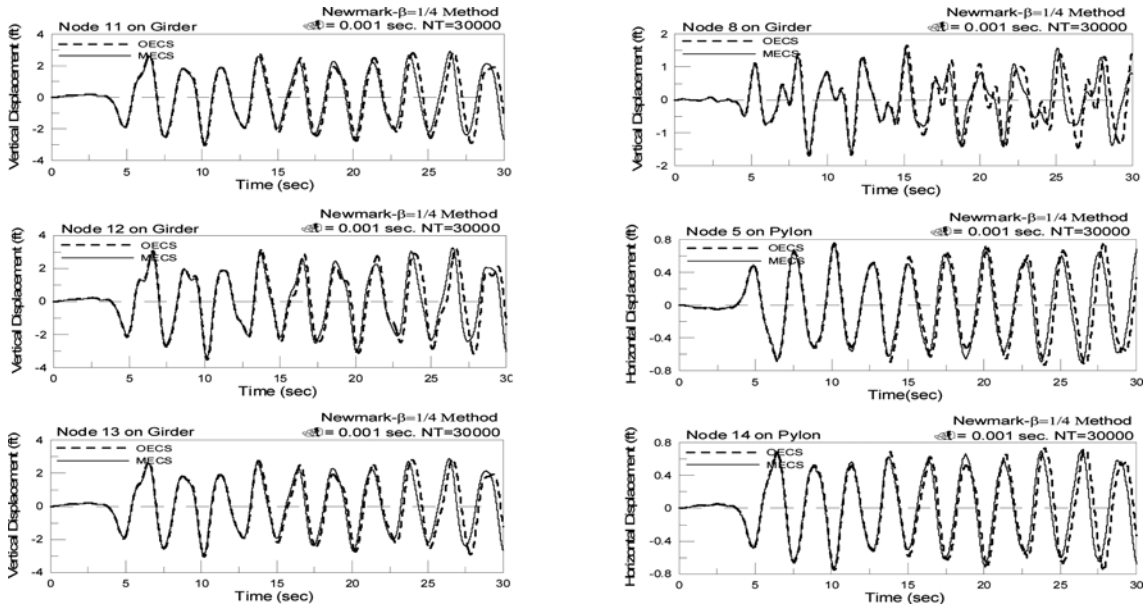 Node 11 on Girder
Newmark-β=1/4 Method
= 0.001 sec. NT=30000
OECS
MECS
Vertical Displacement (ft)
4
2
0
-2
-4
0 5 10 15 20 25 30
Time (sec)
Node 12 on Girder
Newmark-β=1/4 Method
= 0.001 sec. NT=30000
OECS
MECS
Vertical Displacement (ft)
4
2
0
-2
-4
0 5 10 15 20 25 30
Time (sec)
Node 13 on Girder
Newmark-β=1/4 Method
= 0.001 sec. NT=30000
OECS
MECS
Vertical Displacement (ft)
4
2
0
-2
-4
0 5 10 15 20 25 30
Time (sec)
Node 8 on Girder
Newmark-β=1/4 Method
= 0.001 sec. NT=30000
OECS
MECS
Vertical Displacement (ft)
2
1
0
-1
-2
0 5 10 15 20 25 30
Time (sec)
Node 5 on Pylon
Newmark-β=1/4 Method
= 0.001 sec. NT=30000
OECS
MECS
Horizontal Displacement (ft)
0.8
0.4
0
-0.4
-0.8
0 5 10 15 20 25 30
Time(sec)
Node 14 on Pylon
Newmark-β=1/4 Method
= 0.001 sec. NT=30000
OECS
MECS
Horizontal Displacement (ft)
0.8
0.4
0
-0.4
-0.8
0 5 10 15 20 25 30
Time (sec)